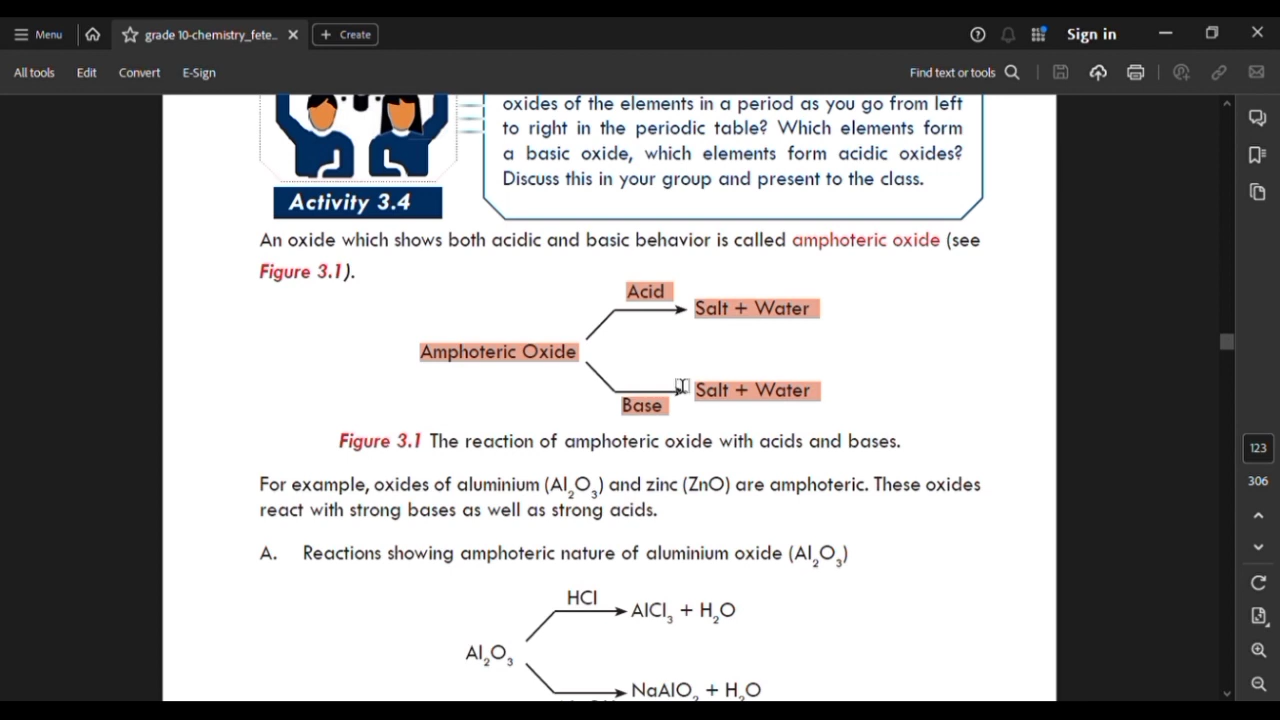 Menu
grade 10-chemistry_fete...
+ Create
Sign in
All tools
Edit
Convert
E-Sign
Find text or tools
oxides of the elements in a period as you go from left
to right in the periodic table? Which elements form
a basic oxide, which elements form acidic oxides?
Discuss this in your group and present to the class.
Activity 3.4
An oxide which shows both acidic and basic behavior is called amphoteric oxide (see
Figure 3.1).
Acid
Salt + Water
Amphoteric Oxide
Salt + Water
Base
Figure 3.1 The reaction of amphoteric oxide with acids and bases.
For example, oxides of aluminium (Al₂O₃) and zinc (ZnO) are amphoteric. These oxides
react with strong bases as well as strong acids.
A. Reactions showing amphoteric nature of aluminium oxide (Al₂O₃)
HCl
AlCl₃ + H₂O
Al₂O₃
NaAlO₂ + H₂O
123
306